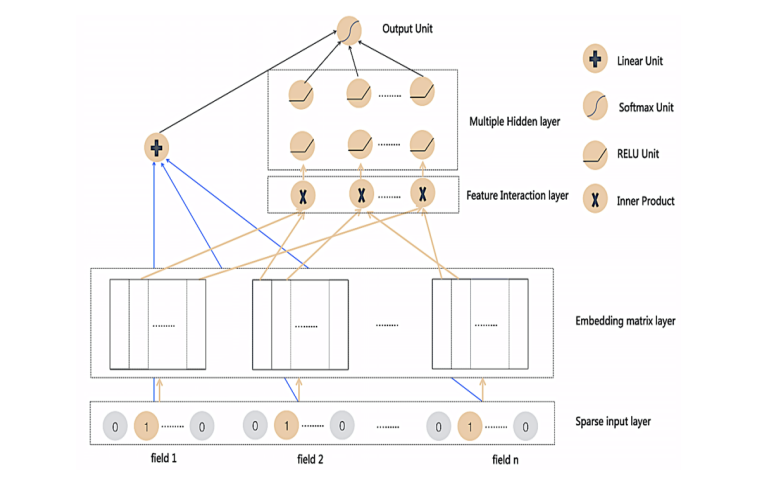 Output Unit
Linear Unit
Softmax Unit
Multiple Hidden layer
RELU Unit
Feature Interaction layer
Inner Product
Embedding matrix layer
0 1 ......... 0 0 1 ......... 0 ......... 0 1 ......... 0
Sparse input layer
field 1 field 2 field n